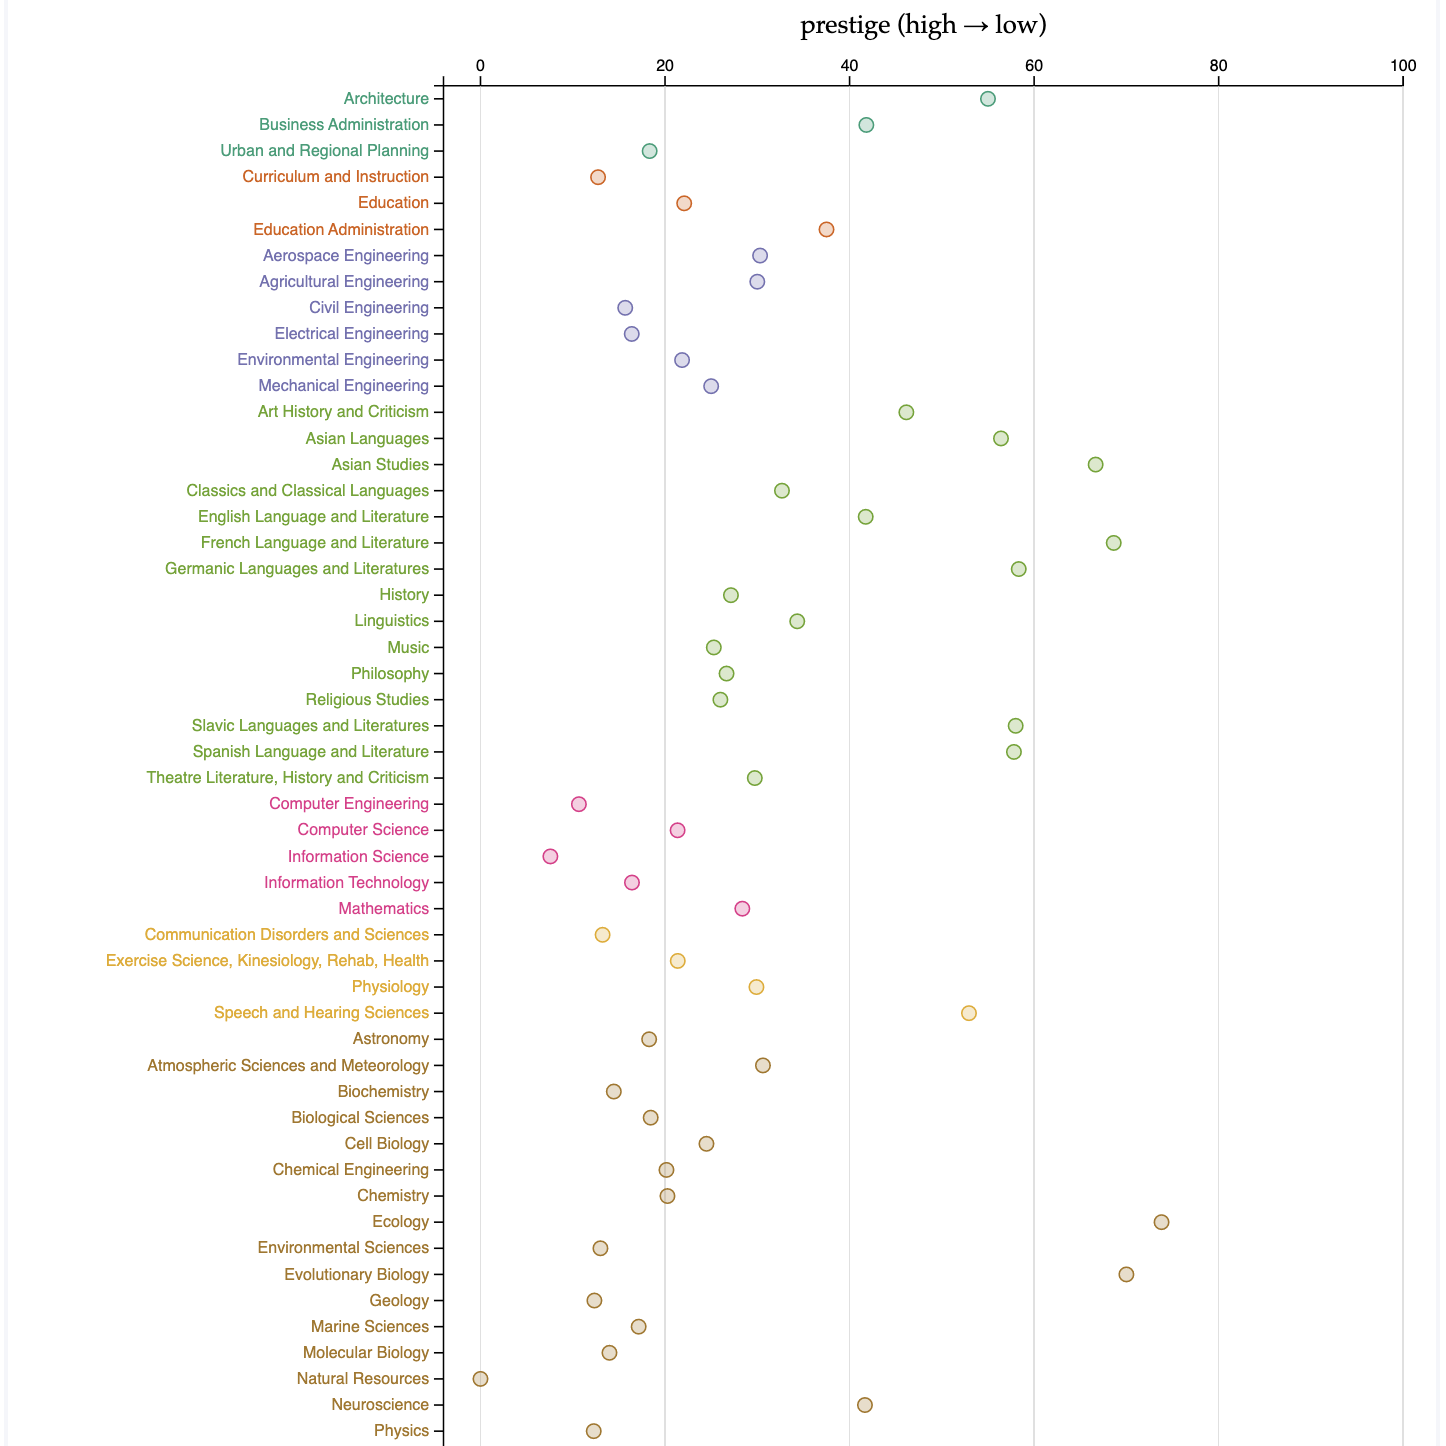 prestige (high → low)
0 20 40 60 80 100
Architecture
Business Administration
Urban and Regional Planning
Curriculum and Instruction
Education
Education Administration
Aerospace Engineering
Agricultural Engineering
Civil Engineering
Electrical Engineering
Environmental Engineering
Mechanical Engineering
Art History and Criticism
Asian Languages
Asian Studies
Classics and Classical Languages
English Language and Literature
French Language and Literature
Germanic Languages and Literatures
History
Linguistics
Music
Philosophy
Religious Studies
Slavic Languages and Literatures
Spanish Language and Literature
Theatre Literature, History and Criticism
Computer Engineering
Computer Science
Information Science
Information Technology
Mathematics
Communication Disorders and Sciences
Exercise Science, Kinesiology, Rehab, Health
Physiology
Speech and Hearing Sciences
Astronomy
Atmospheric Sciences and Meteorology
Biochemistry
Biological Sciences
Cell Biology
Chemical Engineering
Chemistry
Ecology
Environmental Sciences
Evolutionary Biology
Geology
Marine Sciences
Molecular Biology
Natural Resources
Neuroscience
Physics